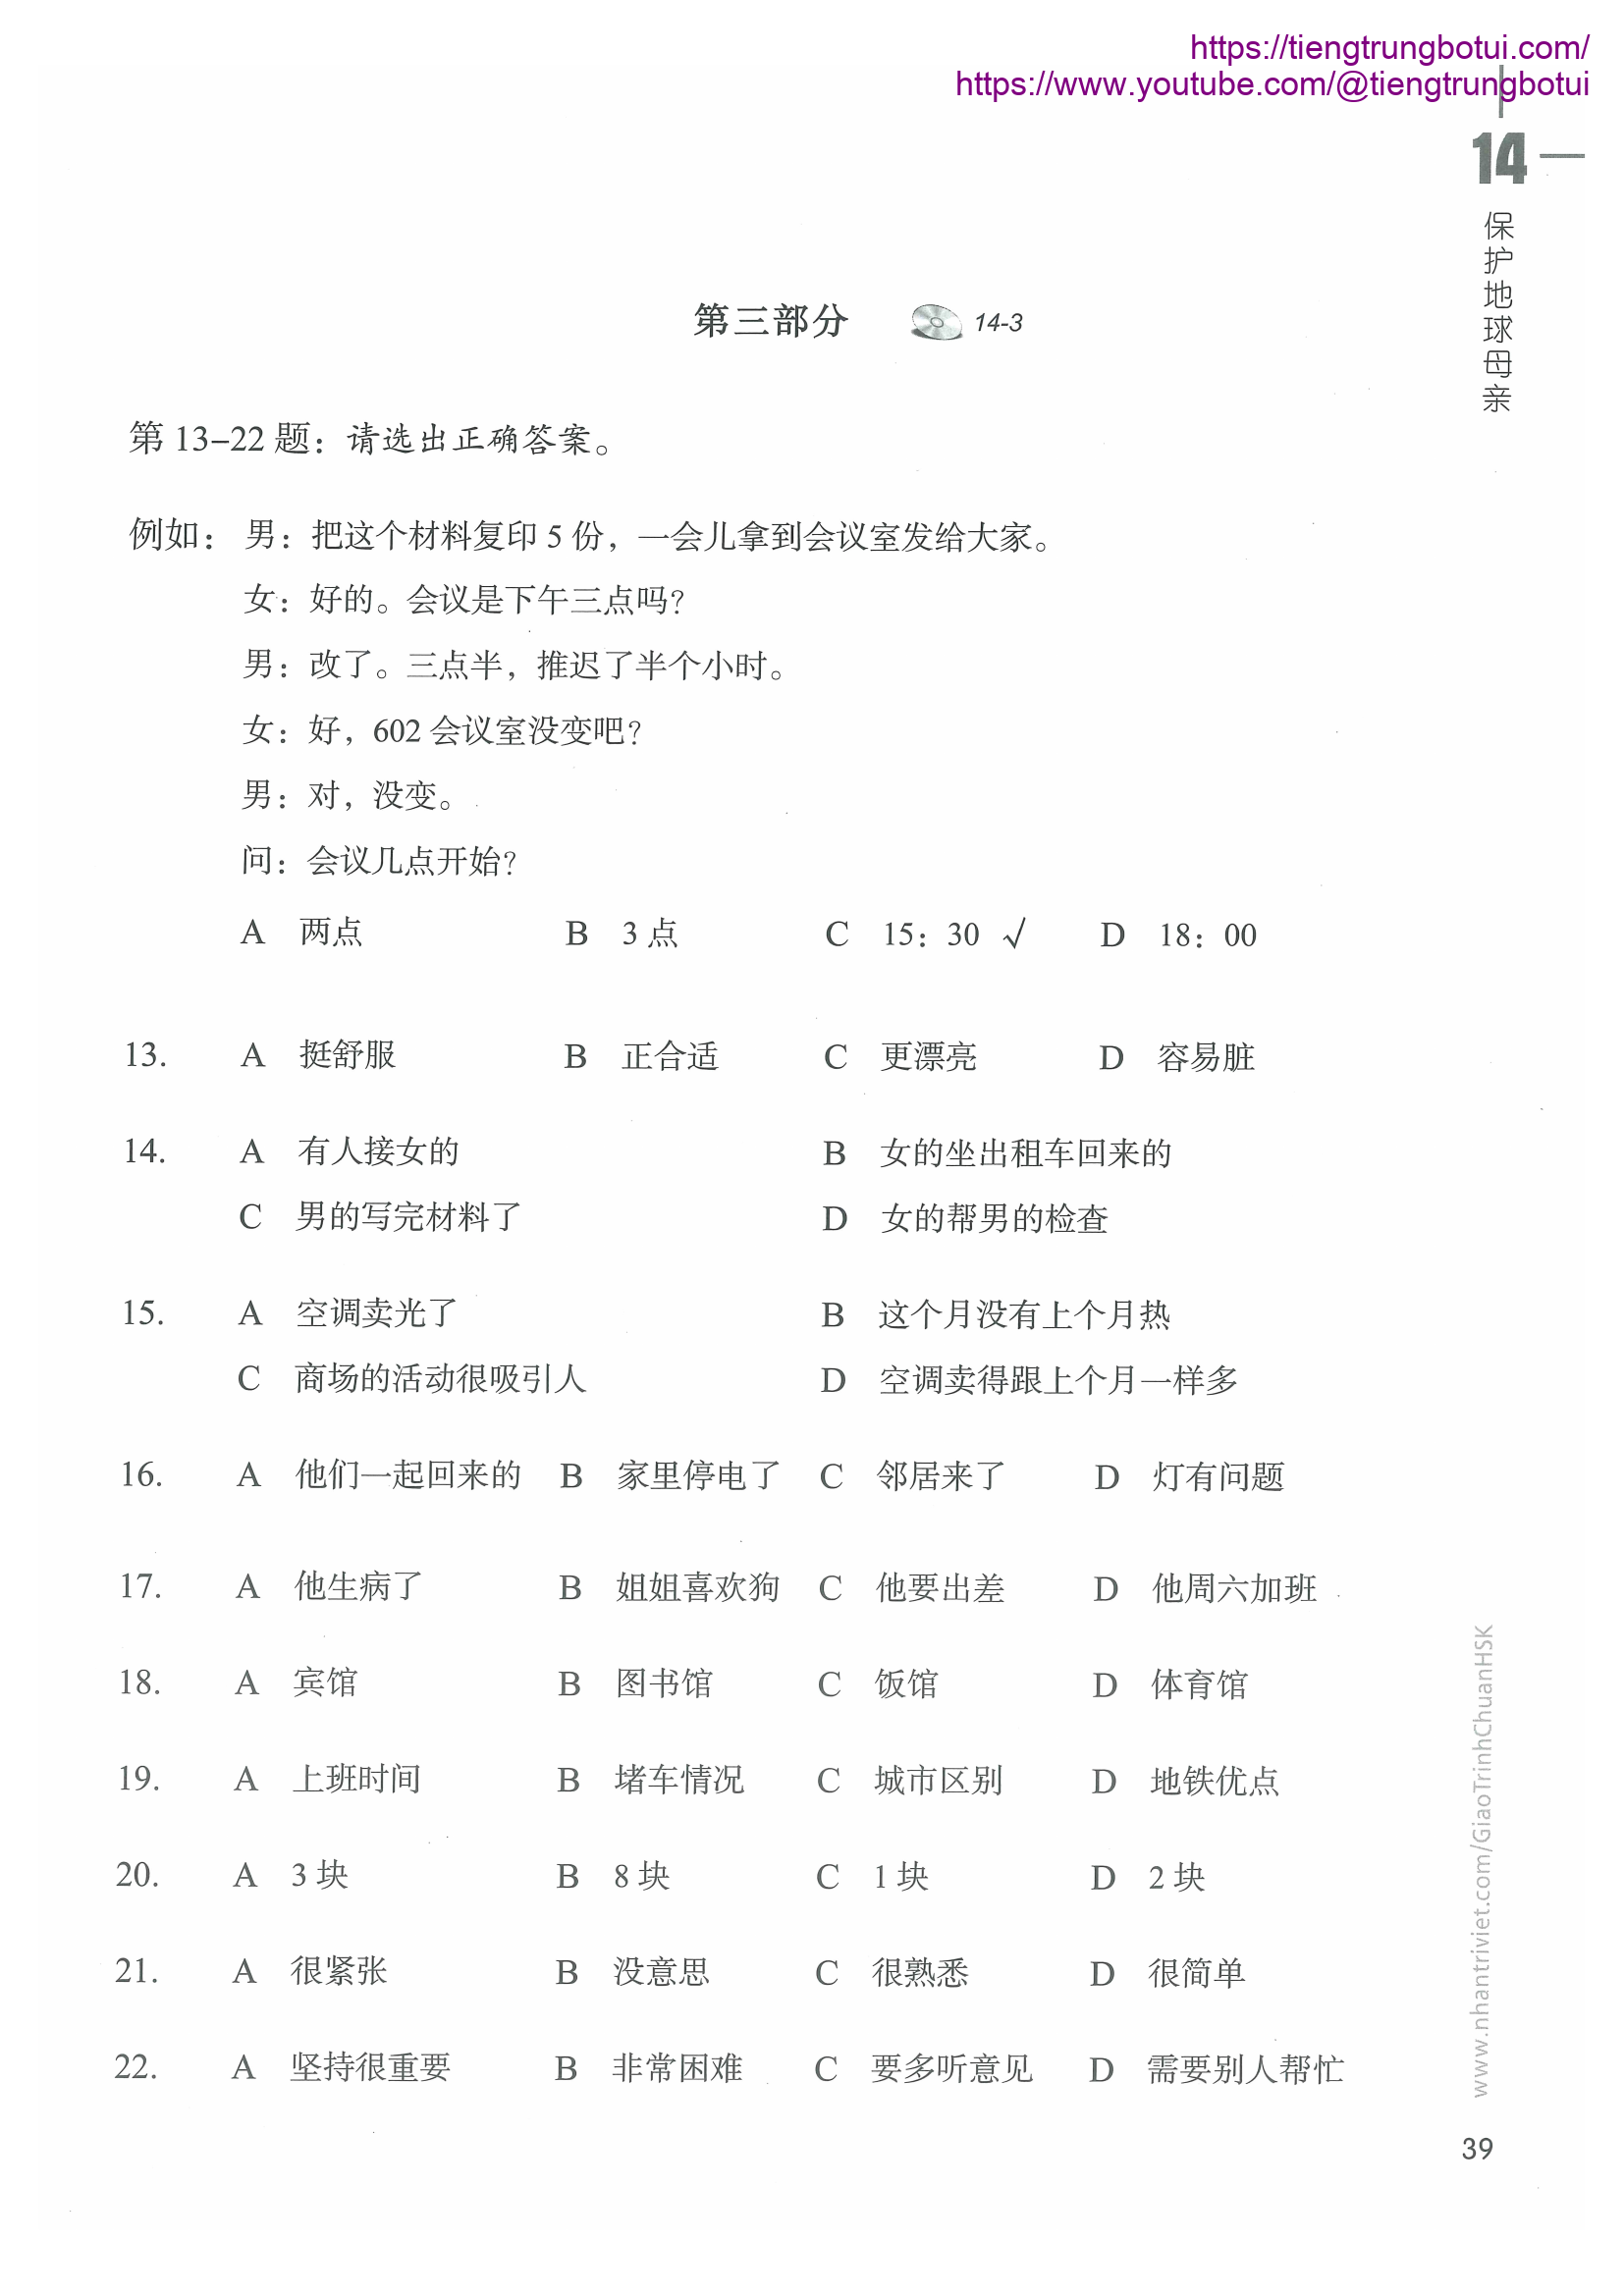 https://tiengtrungbotui.com/
https://www.youtube.com/@tiengtrungbotui
14
保护地球母亲
第三部分 14-3
第 13–22 题：请选出正确答案。
例如：男：把这个材料复印 5 份，一会儿拿到会议室发给大家。
女：好的。会议是下午三点吗？
男：改了。三点半，推迟了半个小时。
女：好，602 会议室没变吧？
男：对，没变。
问：会议几点开始？
A 两点 B 3 点 C 15：30 √ D 18：00
13. A 挺舒服 B 正合适 C 更漂亮 D 容易脏
14. A 有人接女的 B 女的坐出租车回来的
C 男的写完材料了 D 女的帮男的检查
15. A 空调卖光了 B 这个月没有上个月热
C 商场的活动很吸引人 D 空调卖得跟上个月一样多
16. A 他们一起回来的 B 家里停电了 C 邻居来了 D 灯有问题
17. A 他生病了 B 姐姐喜欢狗 C 他要出差 D 他周六加班
18. A 宾馆 B 图书馆 C 饭馆 D 体育馆
19. A 上班时间 B 堵车情况 C 城市区别 D 地铁优点
20. A 3 块 B 8 块 C 1 块 D 2 块
21. A 很紧张 B 没意思 C 很熟悉 D 很简单
22. A 坚持很重要 B 非常困难 C 要多听意见 D 需要别人帮忙
www.nhantriviet.com/GiaoTrinhChuanHSK
39